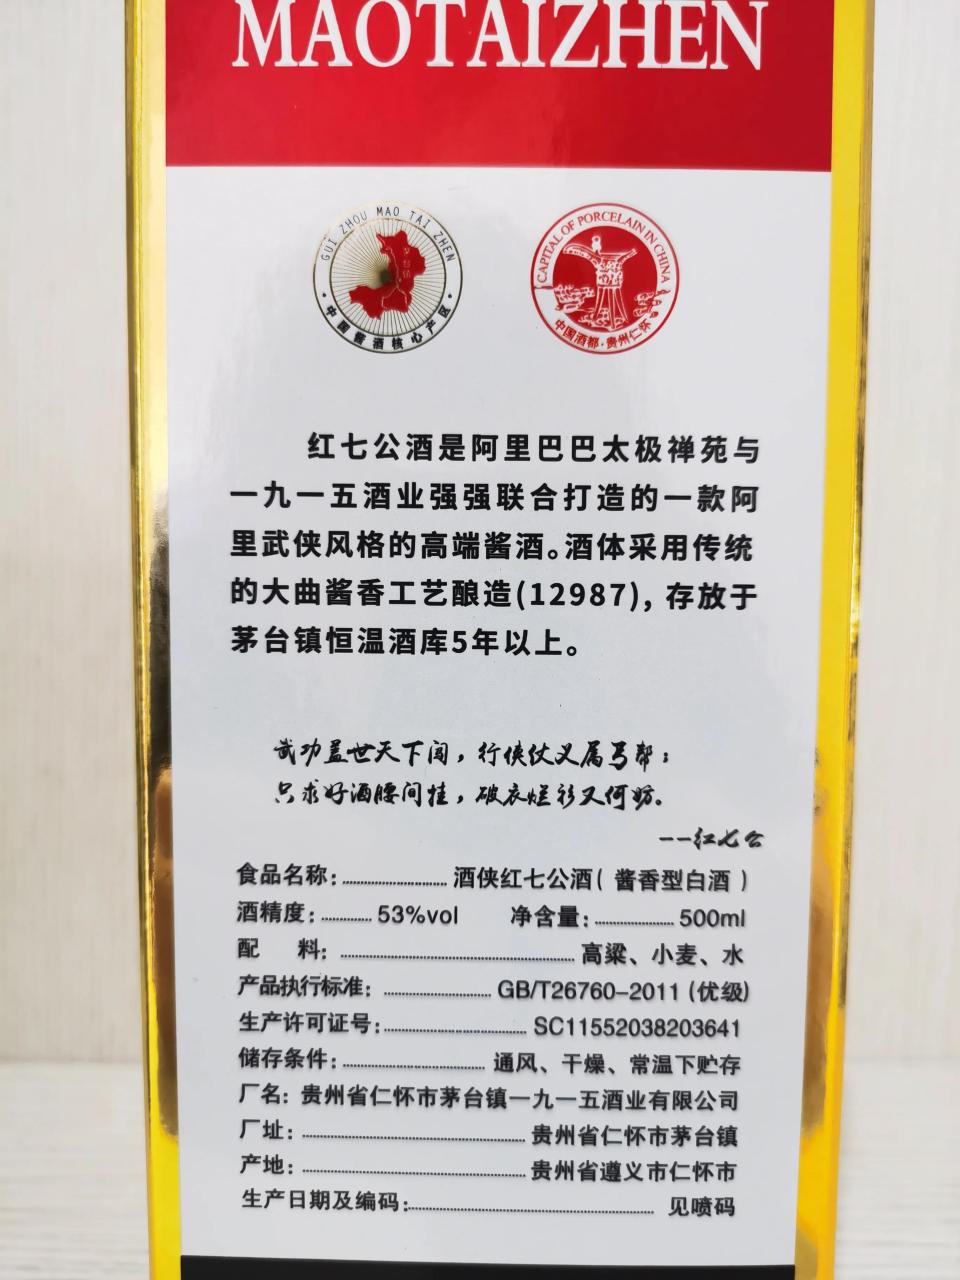 MAOTAIZHEN
GUI ZHOU MAO TAI ZHEN
茅台镇
·中国酱酒核心产区·
CAPITAL OF PORCELAIN IN CHINA
中国酒都·贵州仁怀
红七公酒是阿里巴巴太极禅苑与
一九一五酒业强强联合打造的一款阿
里武侠风格的高端酱酒。酒体采用传统
的大曲酱香工艺酿造(12987), 存放于
茅台镇恒温酒库5年以上。
武功盖世天下闯，行侠仗义属丐帮；
只求好酒腰间挂，破衣烂衫又何妨。
——红七公
食品名称:..................酒侠红七公酒( 酱香型白酒 )
酒精度:............53%vol 净含量:..................500ml
配 料:..................高粱、小麦、水
产品执行标准:..................GB/T26760-2011 (优级)
生产许可证号:..................SC11552038203641
储存条件:..................通风、干燥、常温下贮存
厂名: 贵州省仁怀市茅台镇一九一五酒业有限公司
厂址:..................贵州省仁怀市茅台镇
产地:..................贵州省遵义市仁怀市
生产日期及编码:..................见喷码